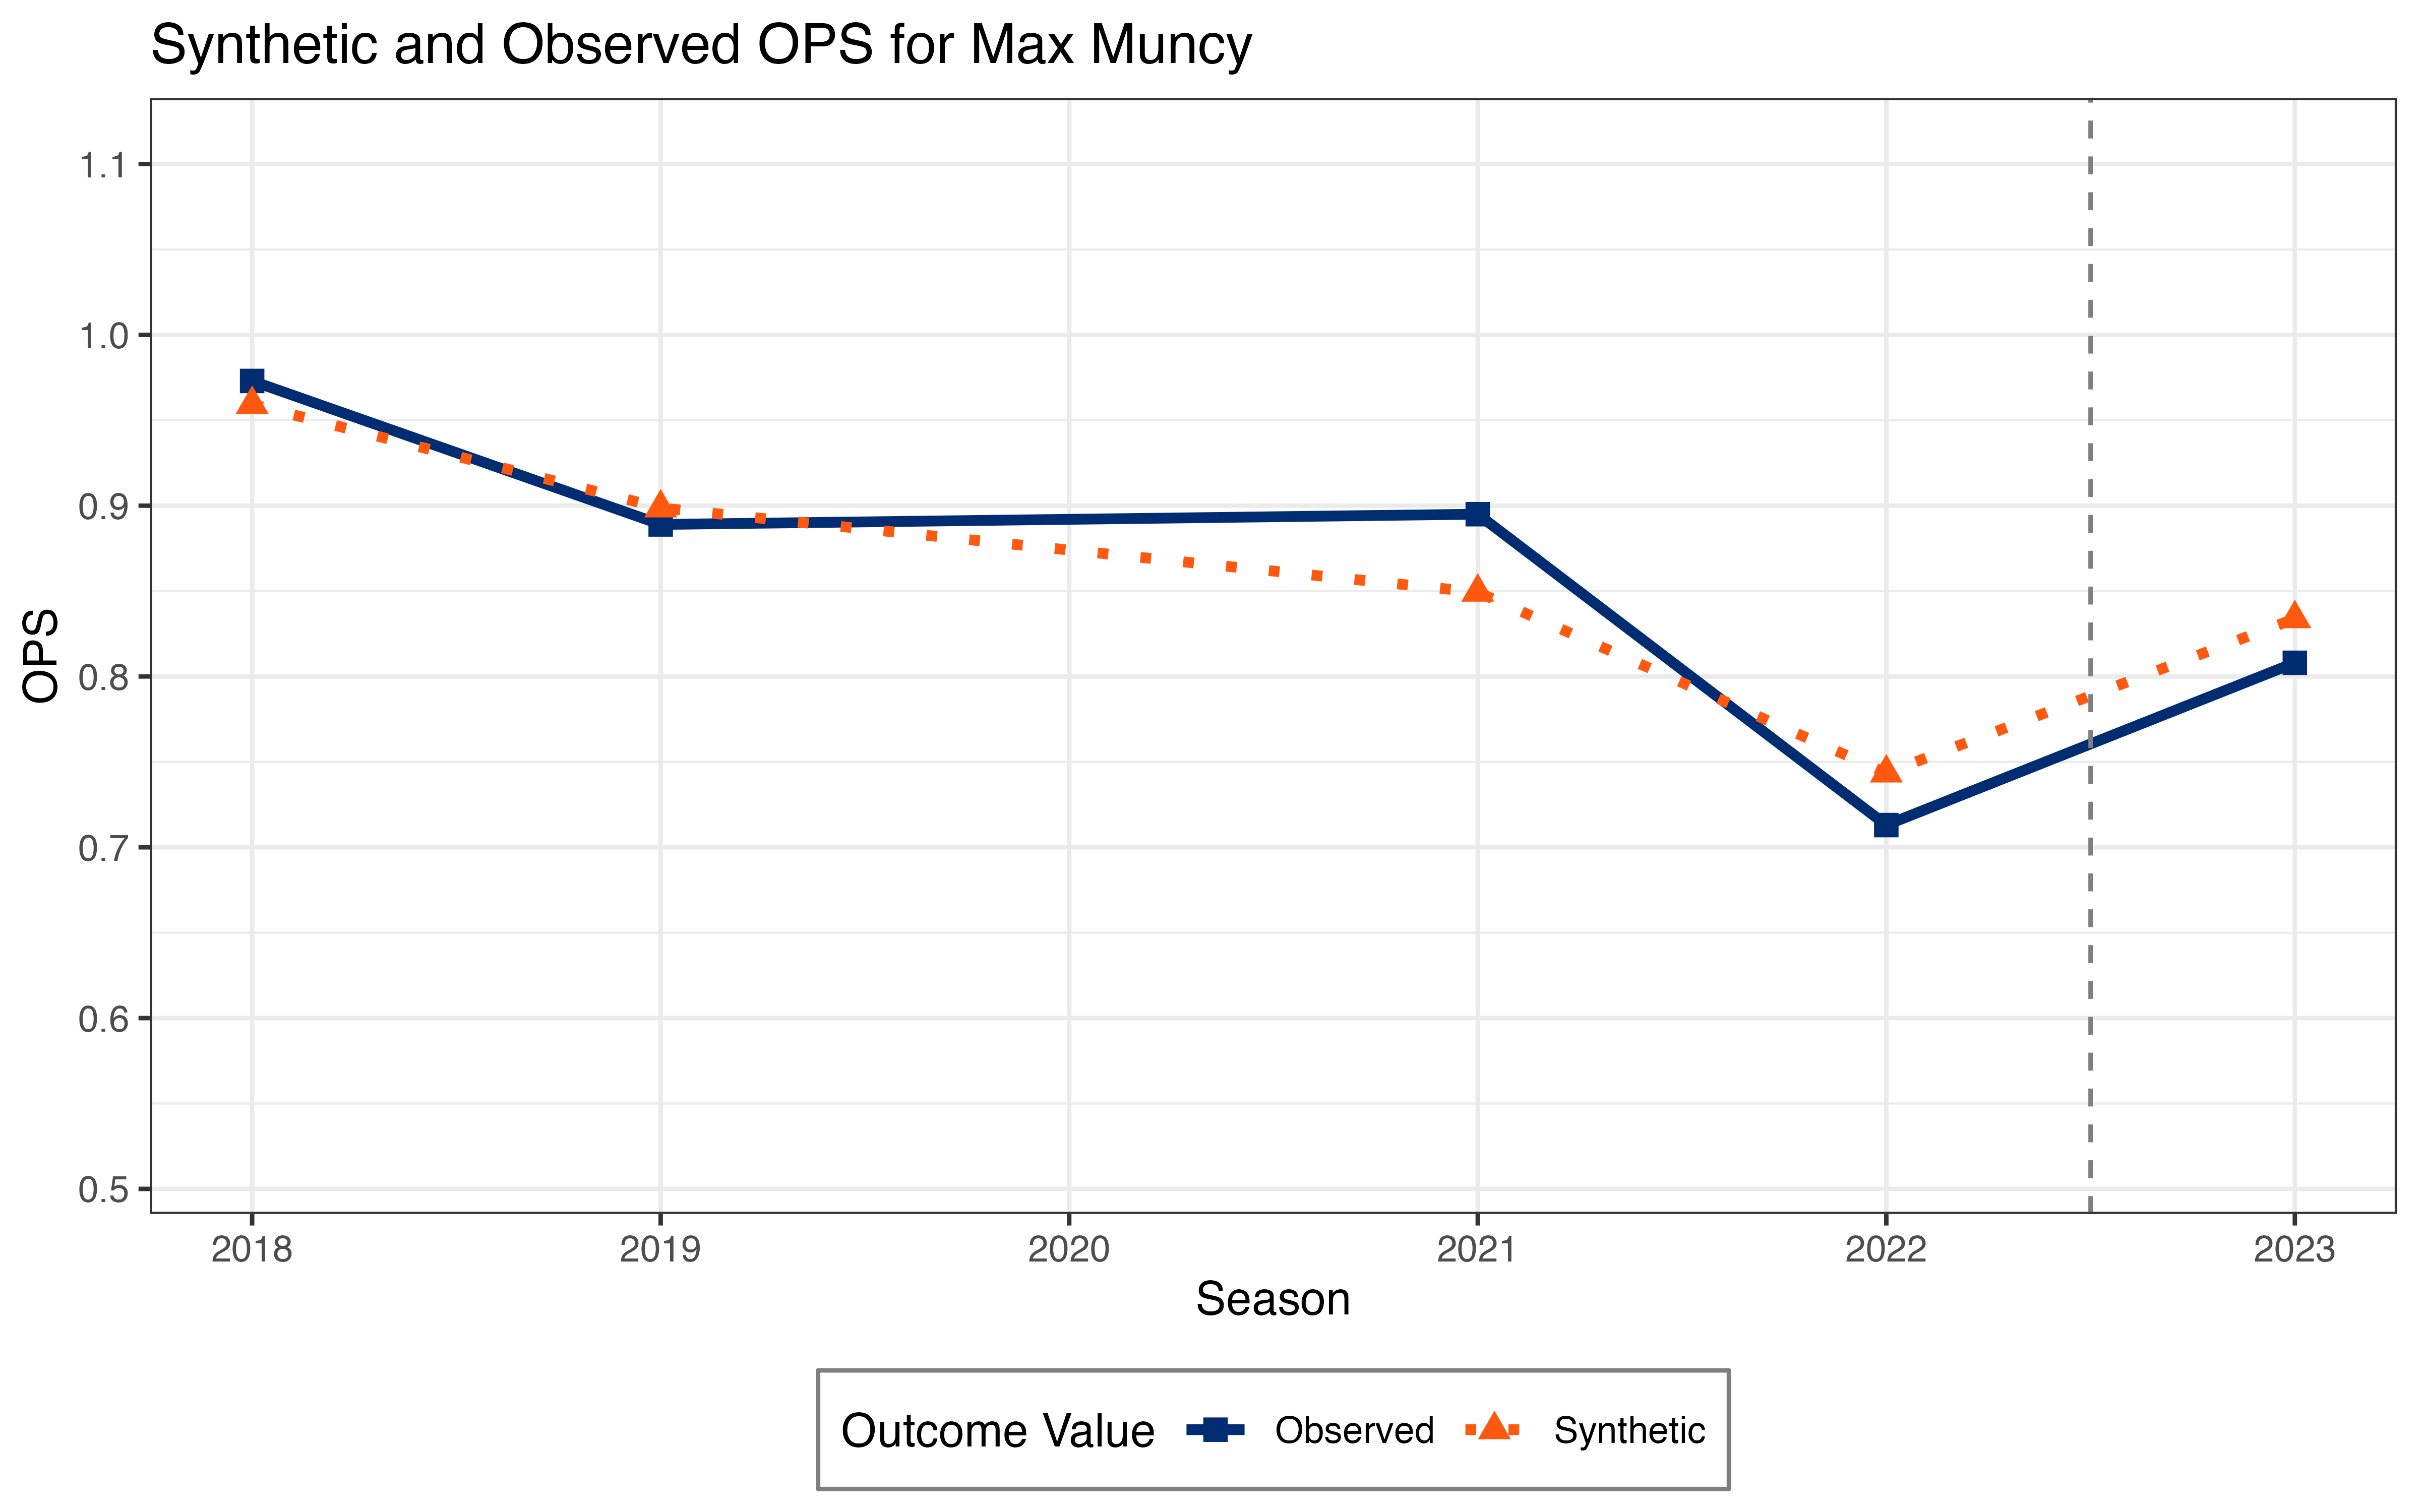 Synthetic and Observed OPS for Max Muncy
1.1
1.0
0.9
0.8
0.7
0.6
0.5
OPS
2018 2019 2020 2021 2022 2023
Season
Outcome Value Observed Synthetic